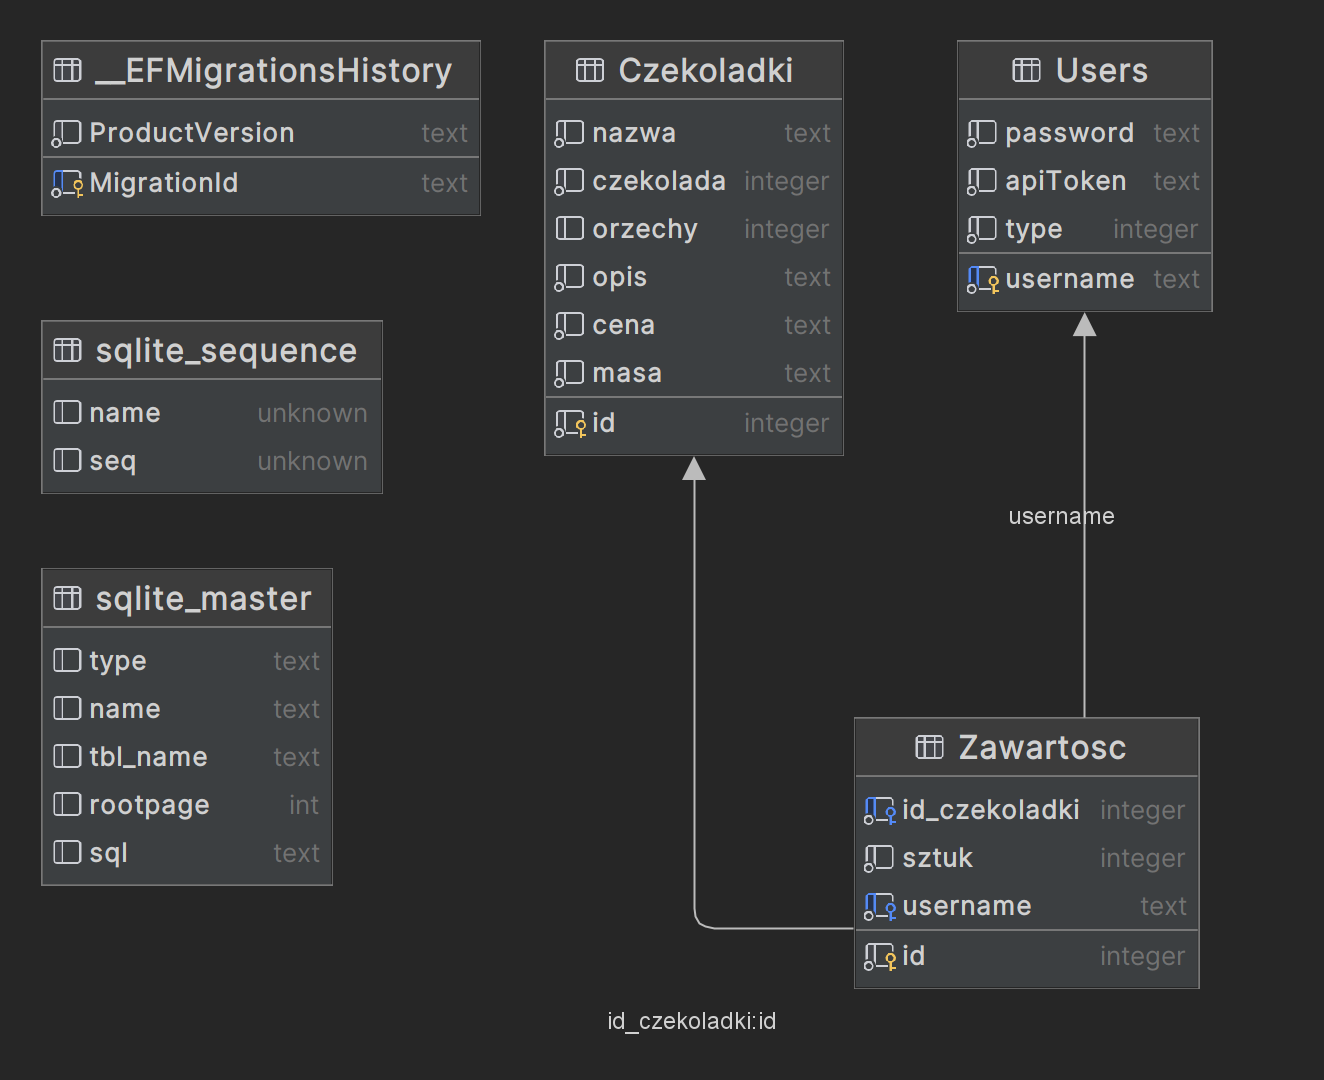 __EFMigrationsHistory
ProductVersion text
MigrationId text
sqlite_sequence
name unknown
seq unknown
sqlite_master
type text
name text
tbl_name text
rootpage int
sql text
Czekoladki
nazwa text
czekolada integer
orzechy integer
opis text
cena text
masa text
id integer
Users
password text
apiToken text
type integer
username text
username
Zawartosc
id_czekoladki integer
sztuk integer
username text
id integer
id_czekoladki:id